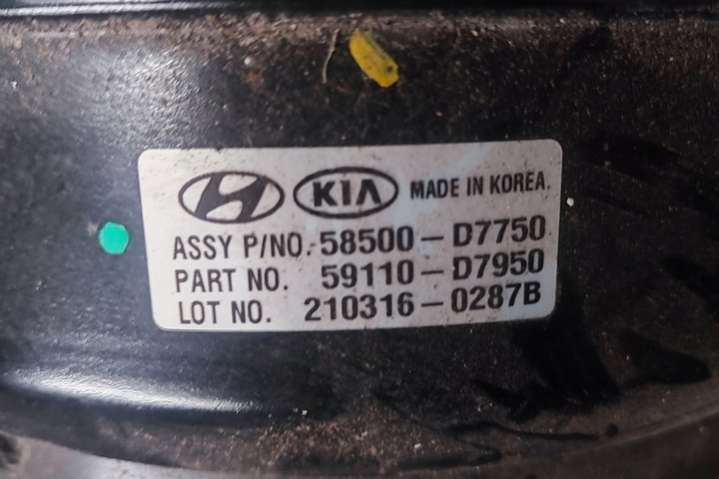 KIA MADE IN KOREA.
ASSY P/NO. 58500-D7750
PART NO. 59110-D7950
LOT NO. 210316-0287B